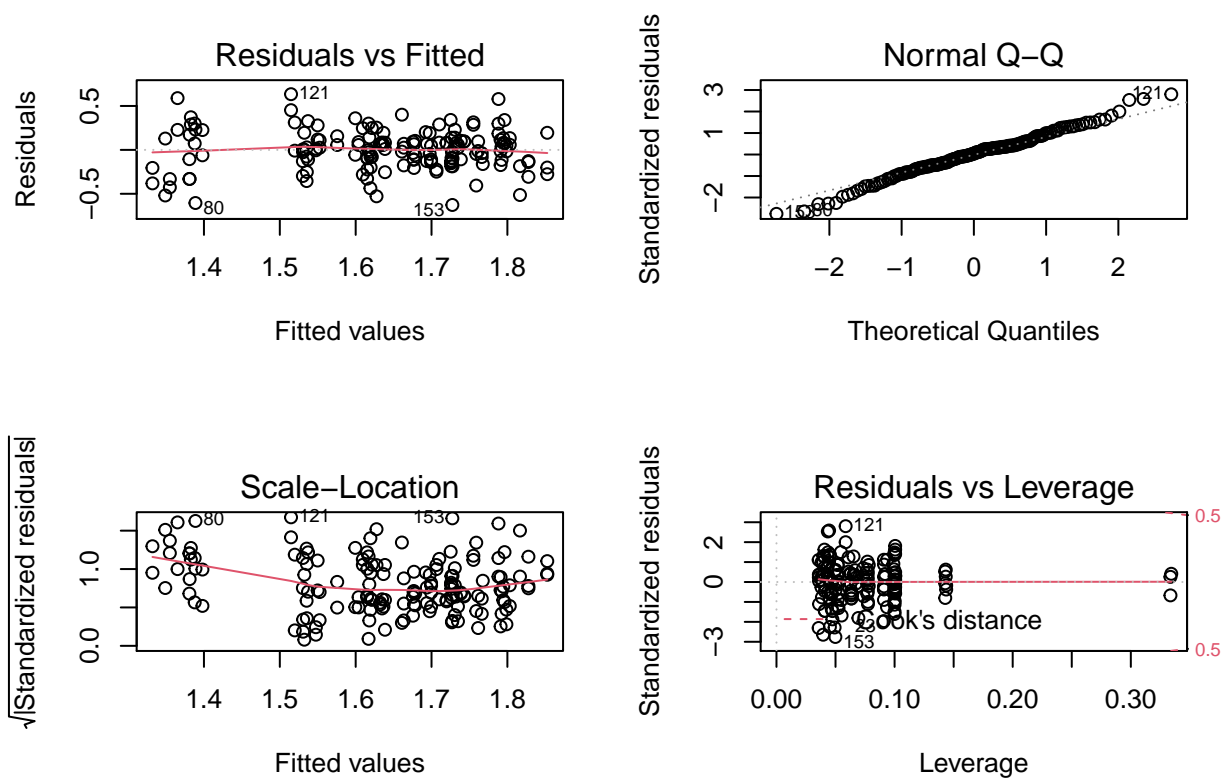 Residuals vs Fitted
Residuals
0.5
−0.5
121
80
153
1.4 1.5 1.6 1.7 1.8
Fitted values
Normal Q−Q
Standardized residuals
3
1
−2
121
−2 −1 0 1 2
Theoretical Quantiles
Scale−Location
√|Standardized residuals|
1.0
0.0
80
121
153
1.4 1.5 1.6 1.7 1.8
Fitted values
Residuals vs Leverage
Standardized residuals
2
0
−3
121
23
153
Cook's distance
0.5
0.5
0.00 0.10 0.20 0.30
Leverage